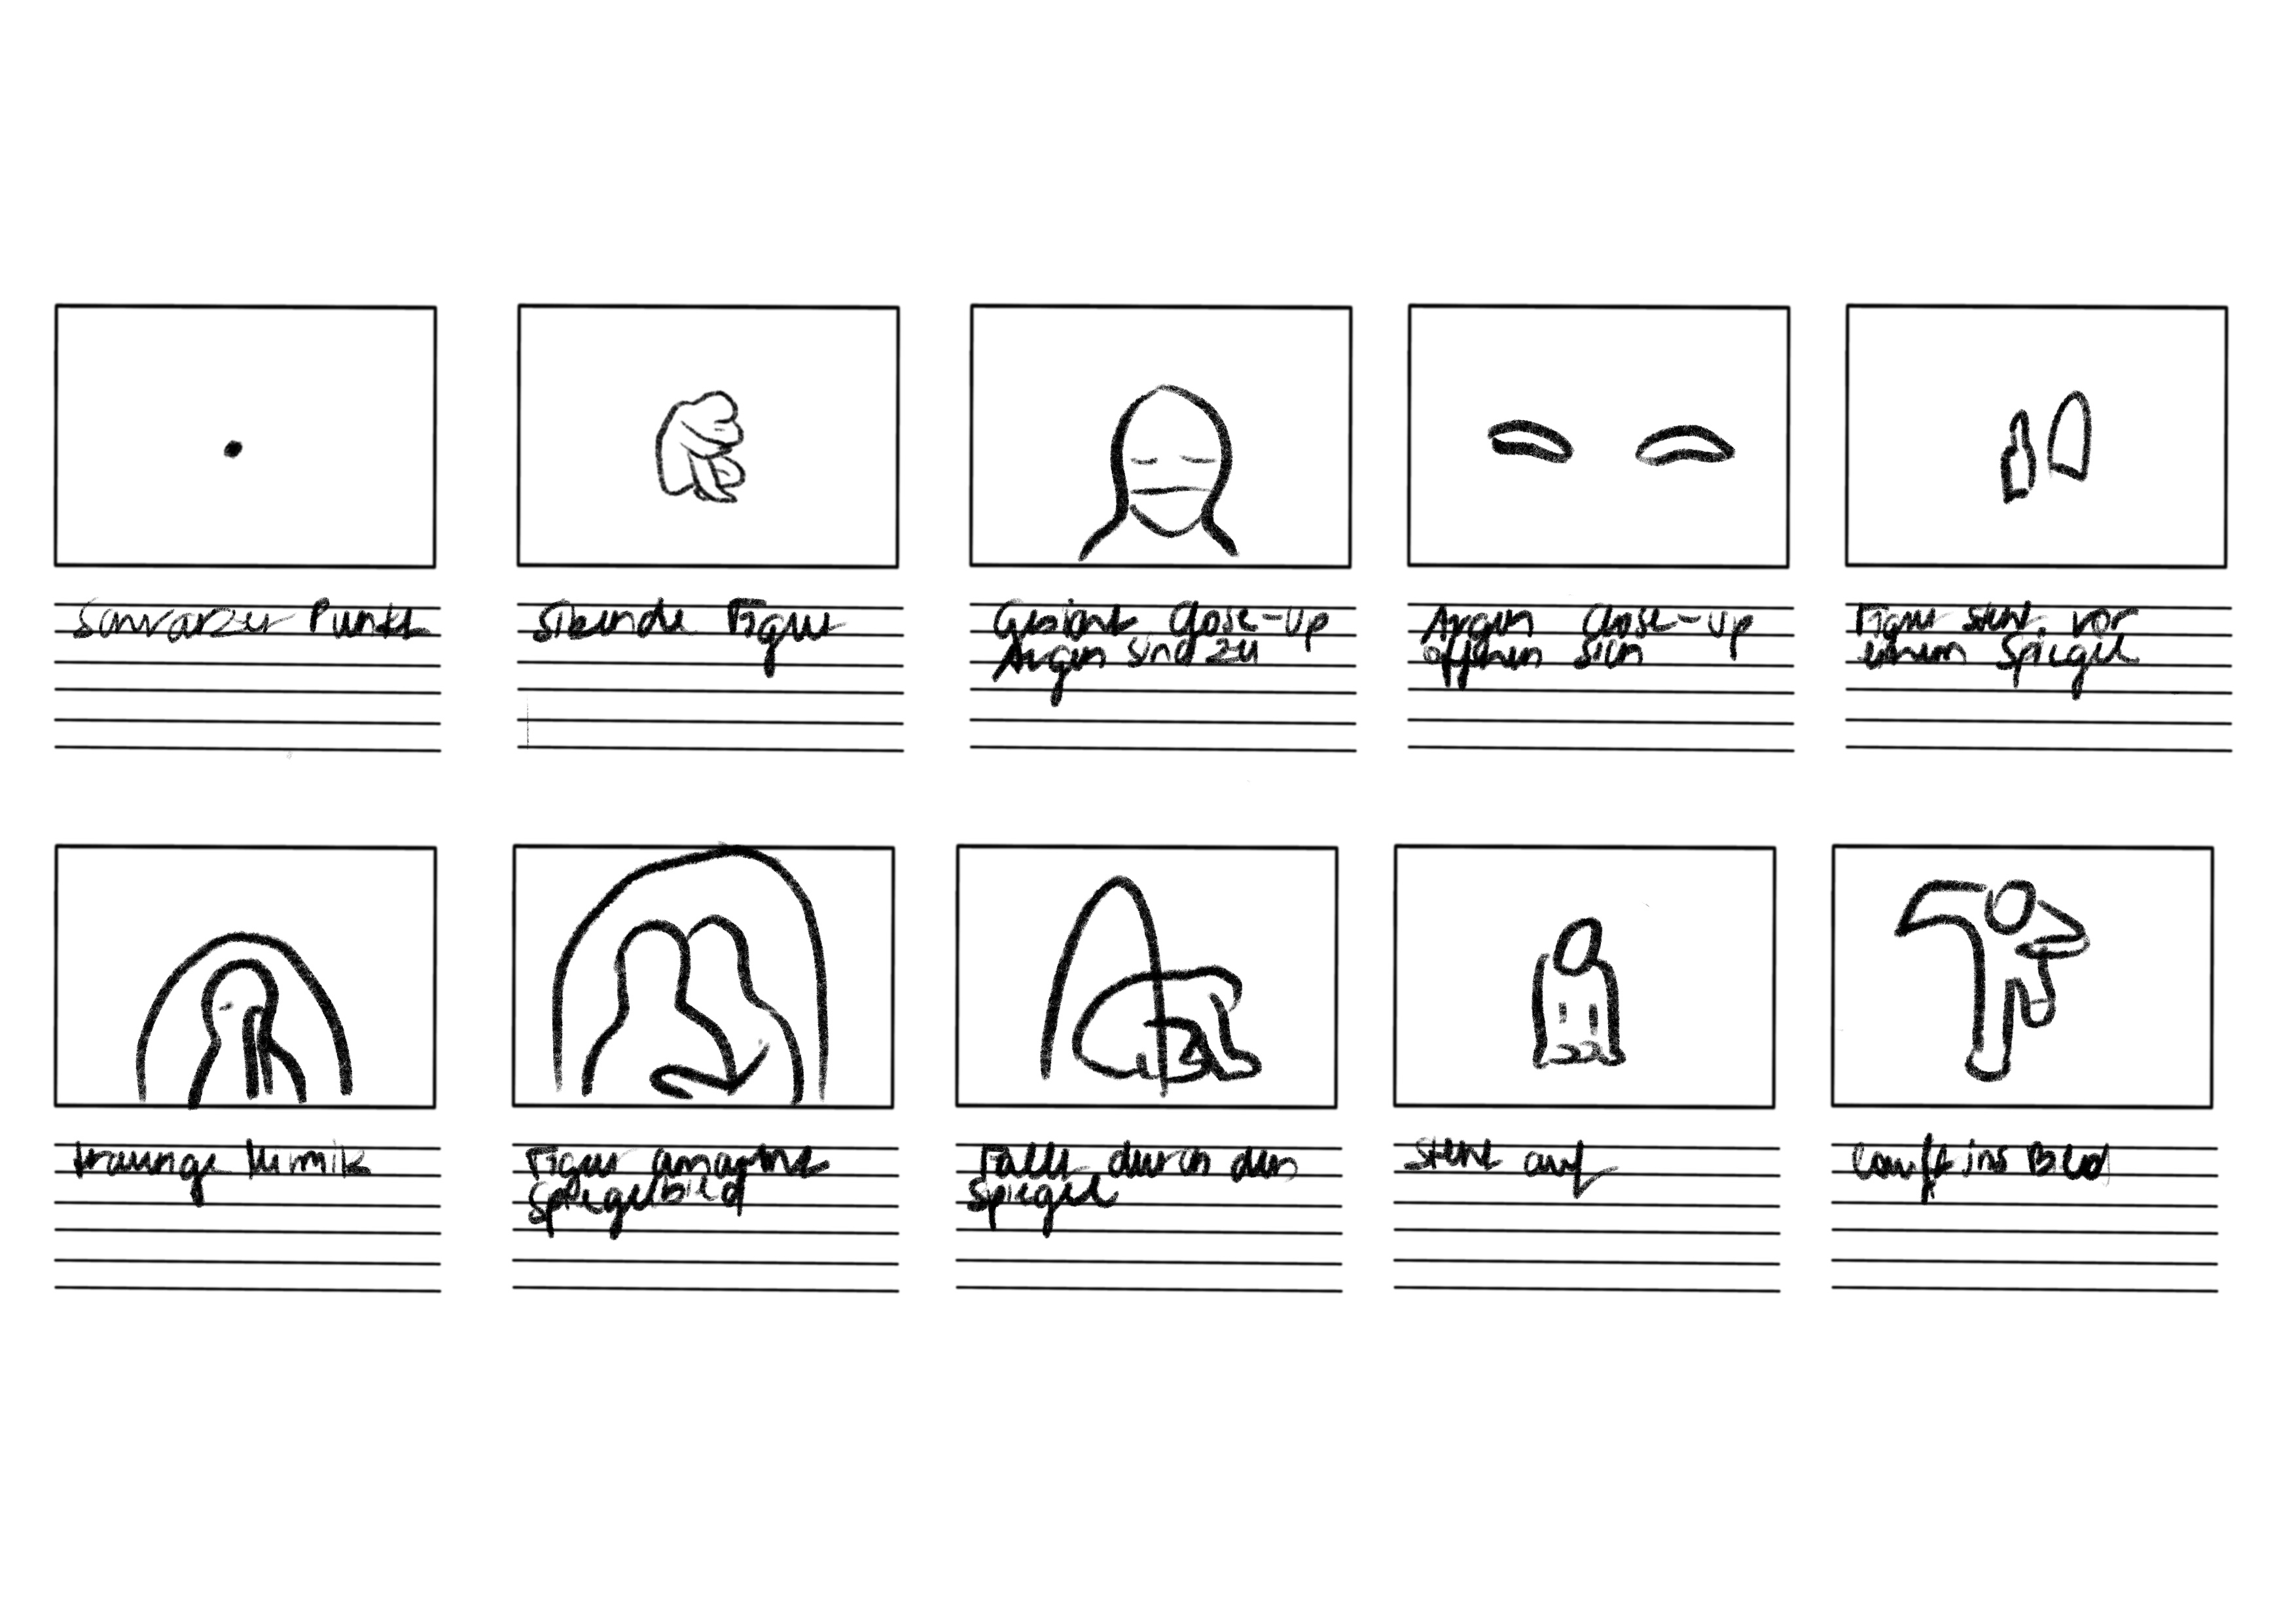 Schwarzer Punkt
Sitzende Figur
Gesicht Close-up
Augen sind zu
Augen Close-up
öffnen sich
Figur steht vor
einem Spiegel
traurige Mimik
Figur umarmt
Spiegelbild
Fällt durch den
Spiegel
steht auf
läuft ins Bild